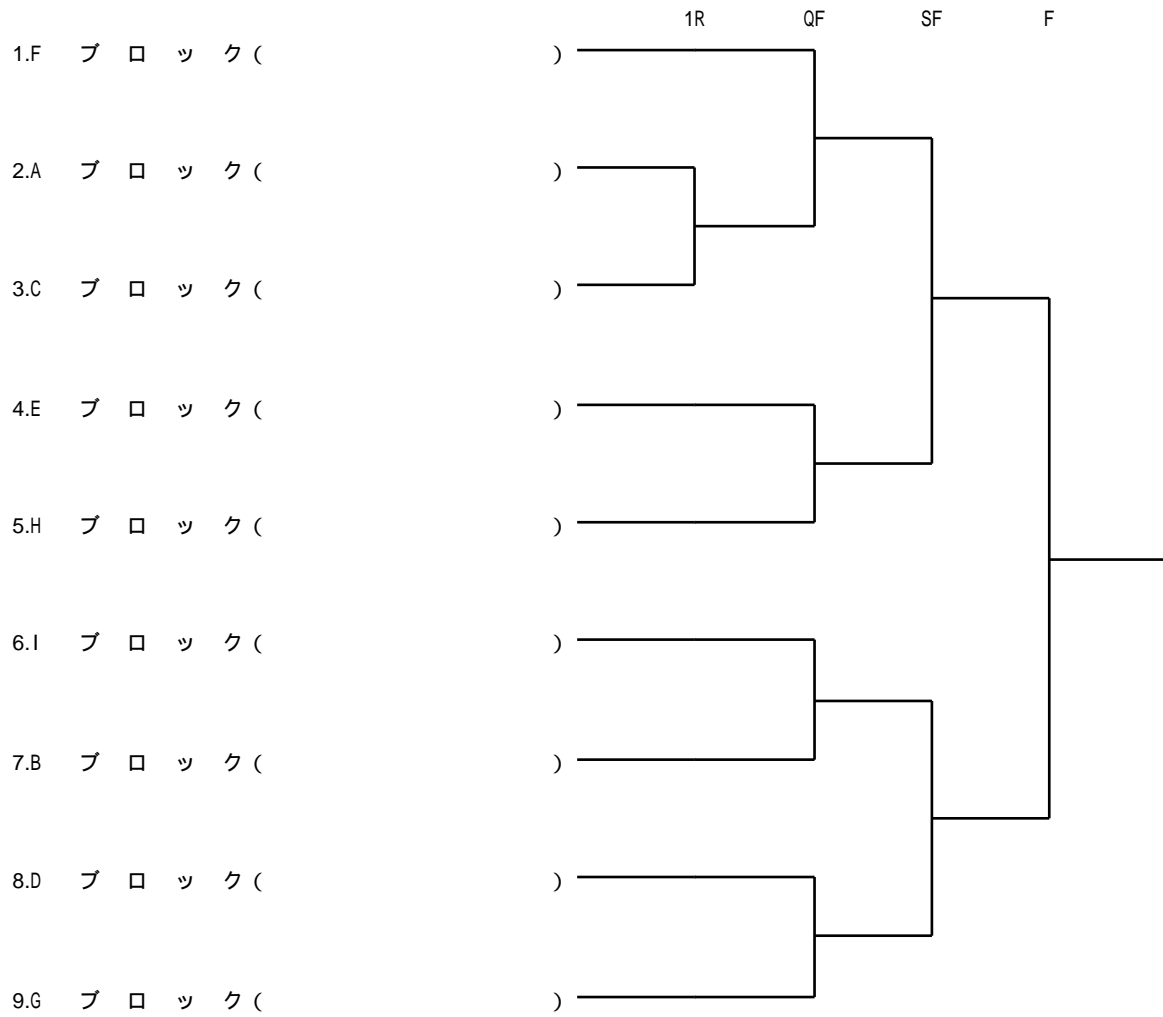 1R QF SF F
1.F ブロック( )
2.A ブロック( )
3.C ブロック( )
4.E ブロック( )
5.H ブロック( )
6.I ブロック( )
7.B ブロック( )
8.D ブロック( )
9.G ブロック( )